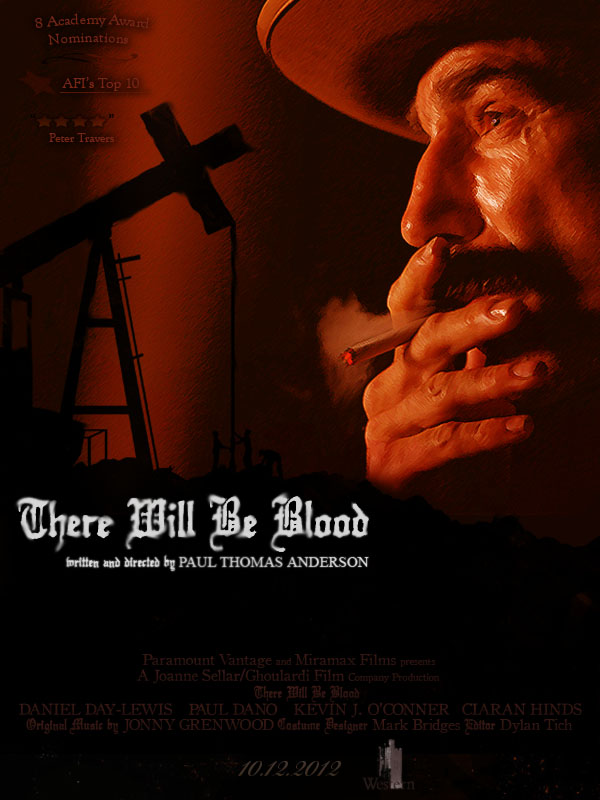 8 Academy Award
Nominations
AFI's Top 10
"★★★★"
Peter Travers
There Will Be Blood
written and directed by PAUL THOMAS ANDERSON
Paramount Vantage and Miramax Films presents
A Joanne Sellar/Ghoulardi Film Company Production
There Will Be Blood
DANIEL DAY-LEWIS PAUL DANO KEVIN J. O'CONNER CIARAN HINDS
Original Music by JONNY GRENWOOD Costume Designer Mark Bridges Editor Dylan Tich
10.12.2012
Western